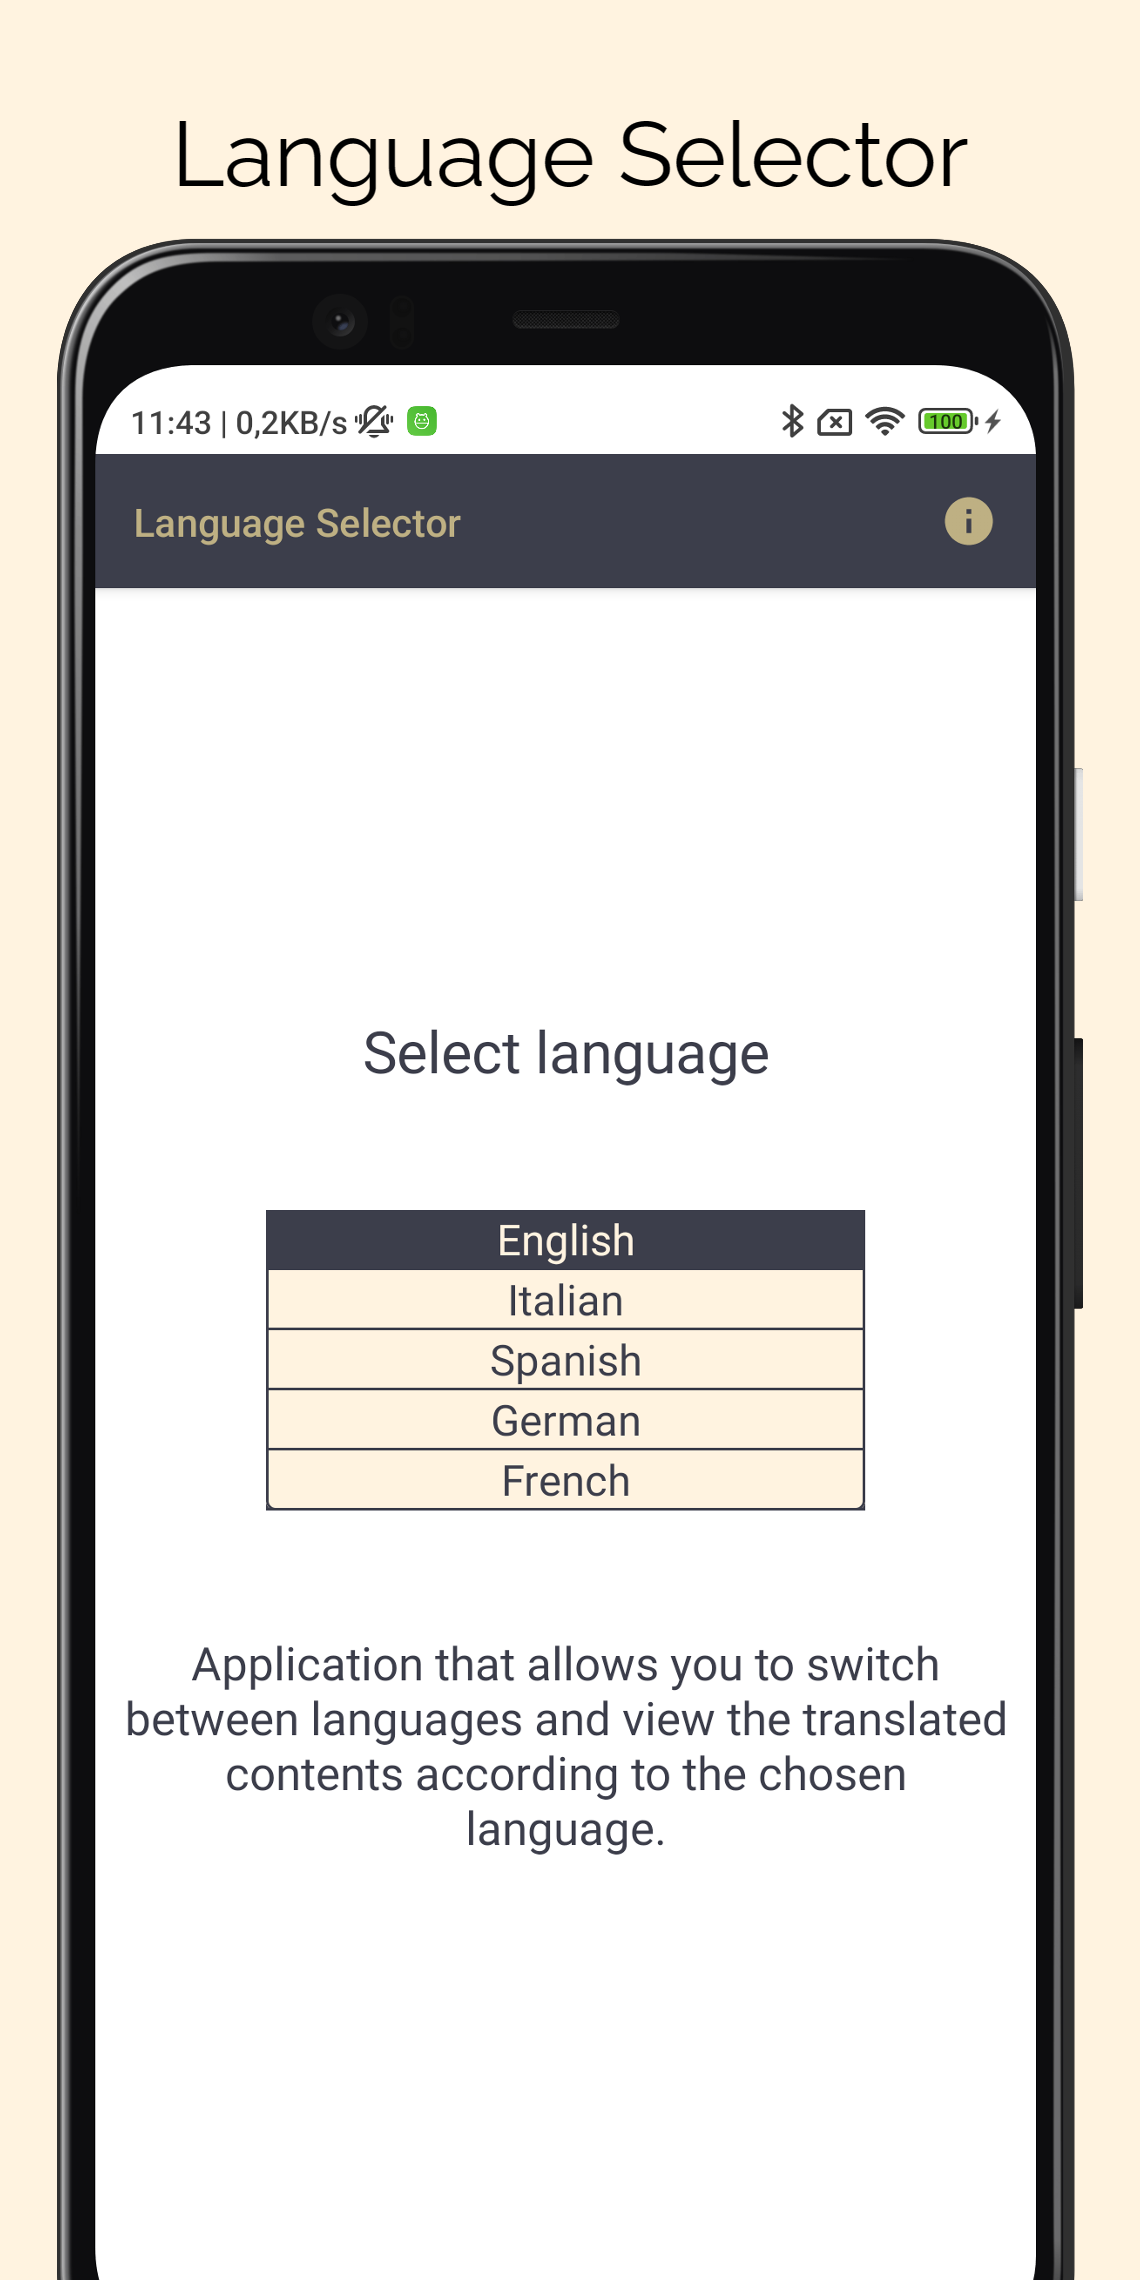 Language Selector
11:43 | 0,2KB/s 100
Language Selector
Select language
English
Italian
Spanish
German
French
Application that allows you to switch
between languages and view the translated
contents according to the chosen
language.